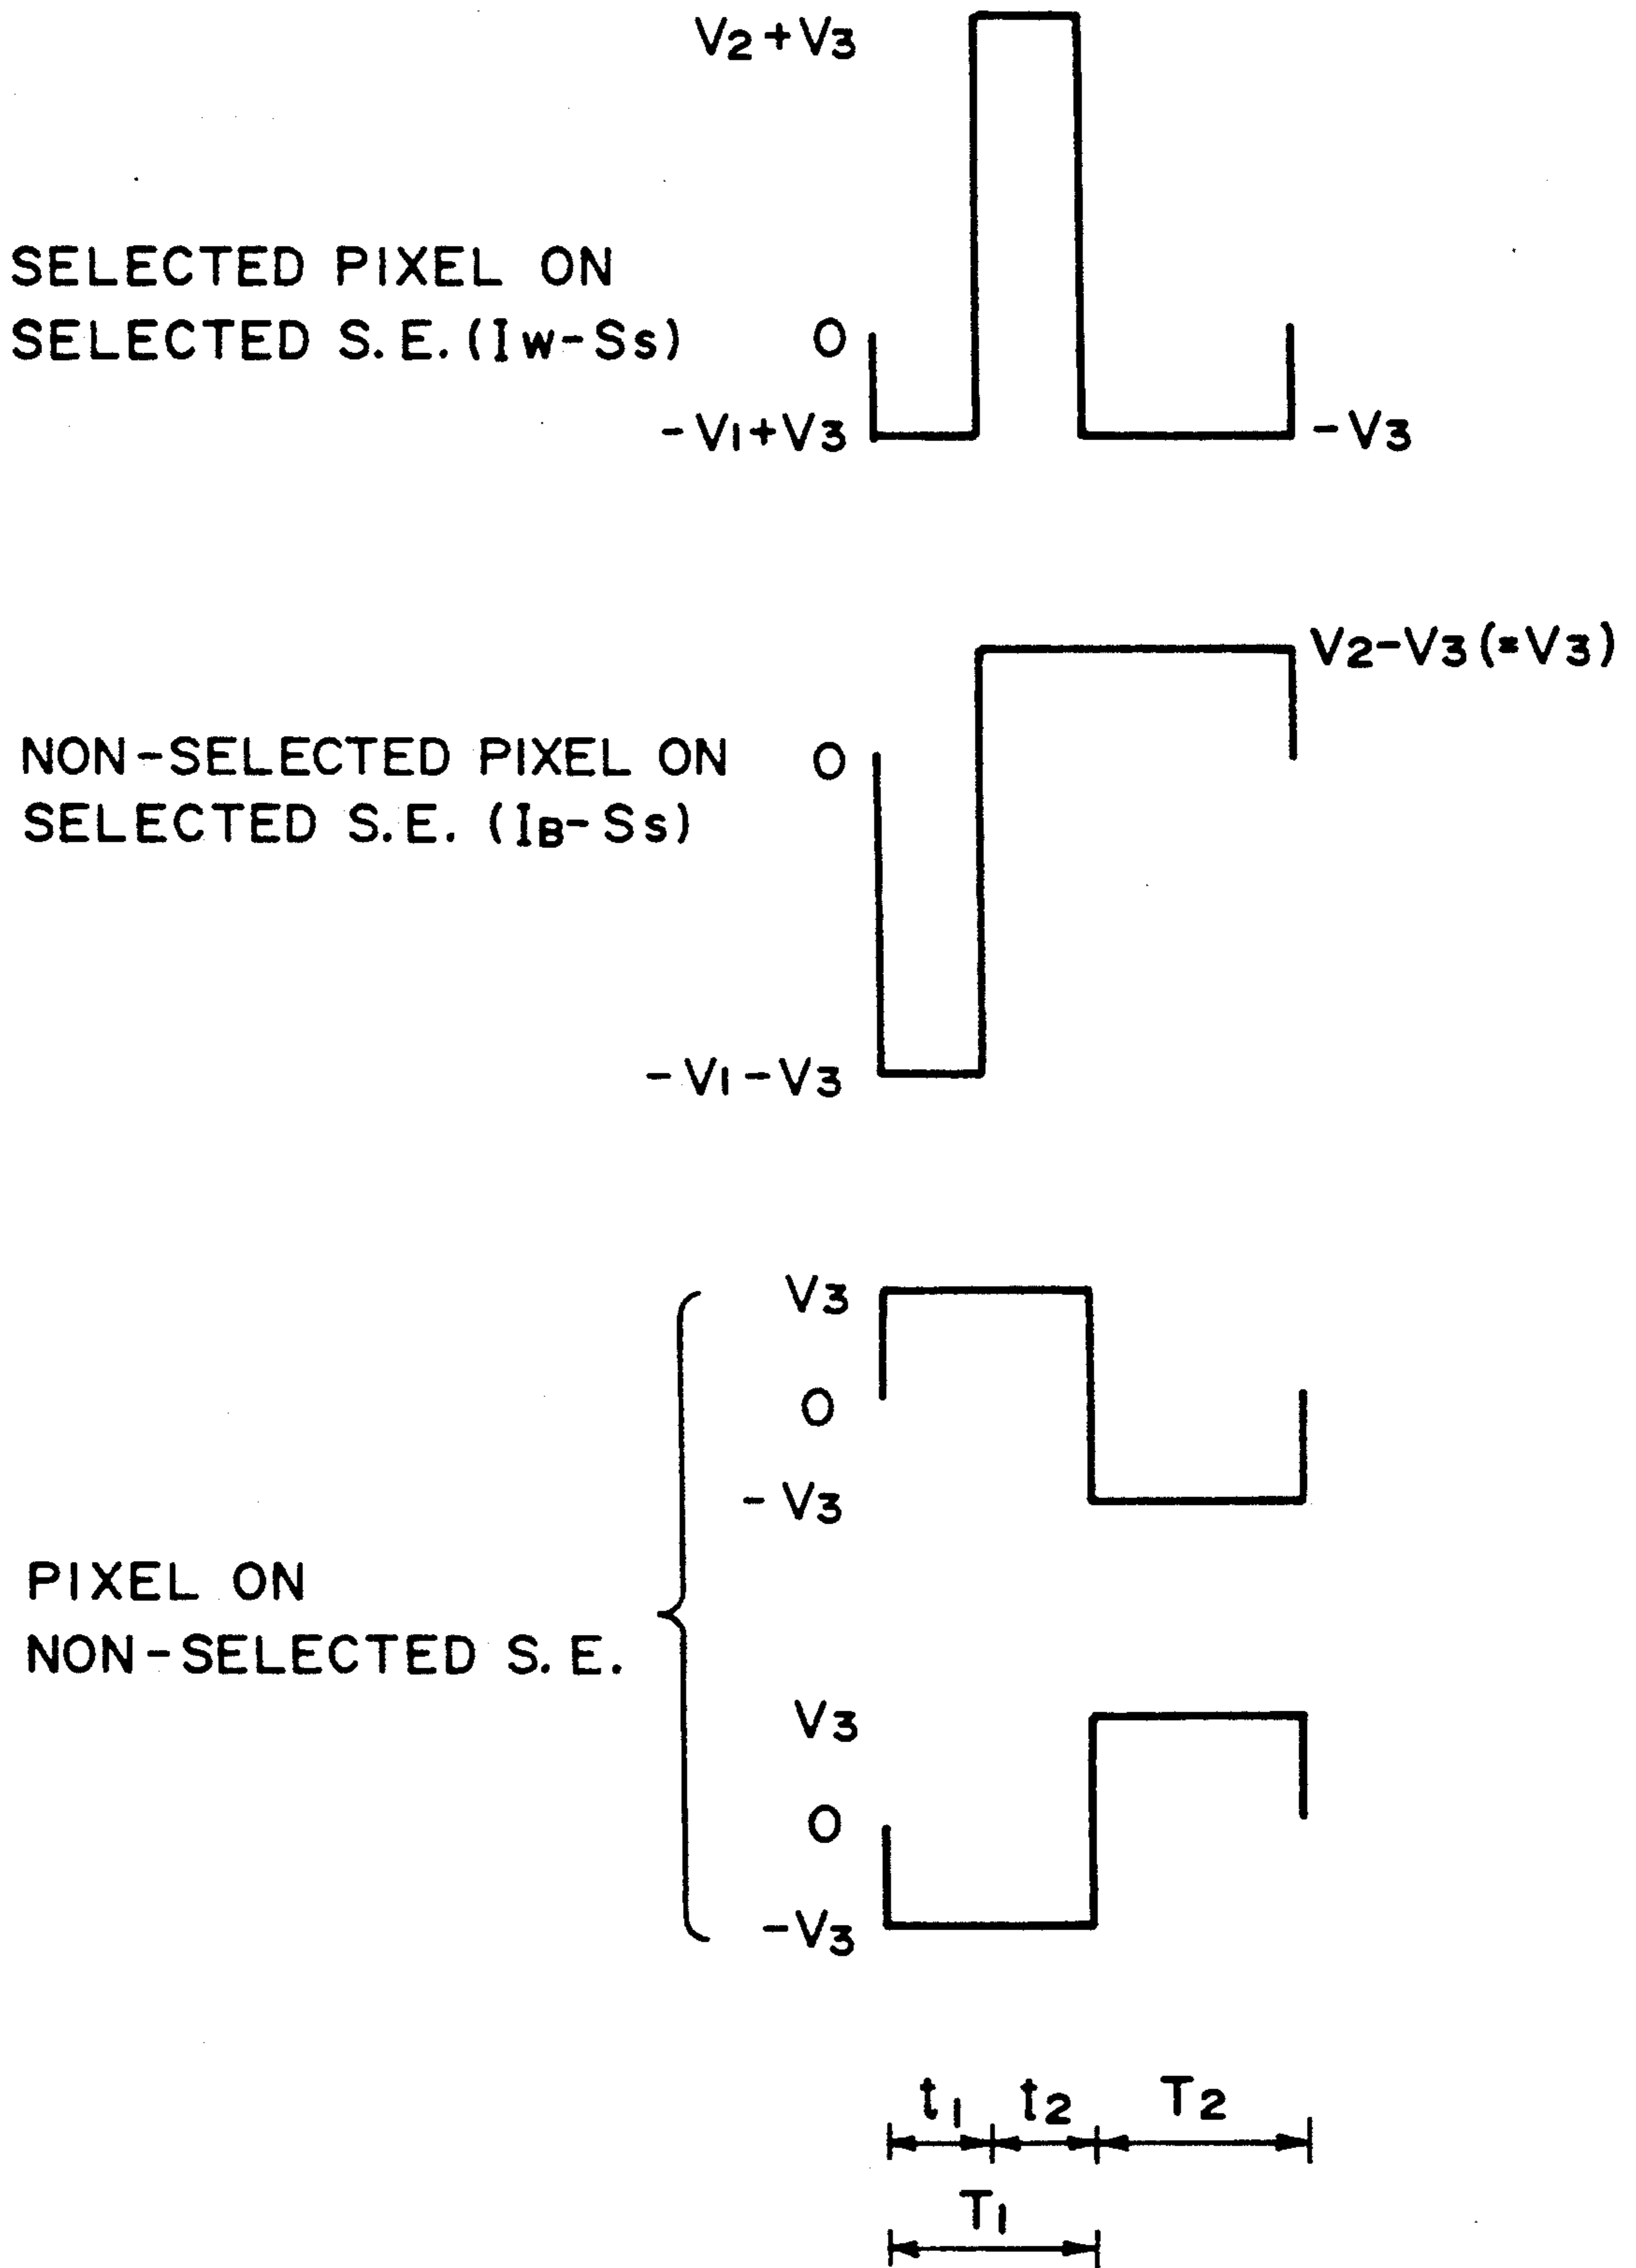 V2+V3
SELECTED PIXEL ON
SELECTED S.E.(IW-Ss)
0
-V1+V3
-V3
V2-V3(=V3)
NON-SELECTED PIXEL ON
SELECTED S.E. (IB-Ss)
0
-V1-V3
V3
0
-V3
PIXEL ON
NON-SELECTED S.E.
V3
0
-V3
t1 t2 T2
T1